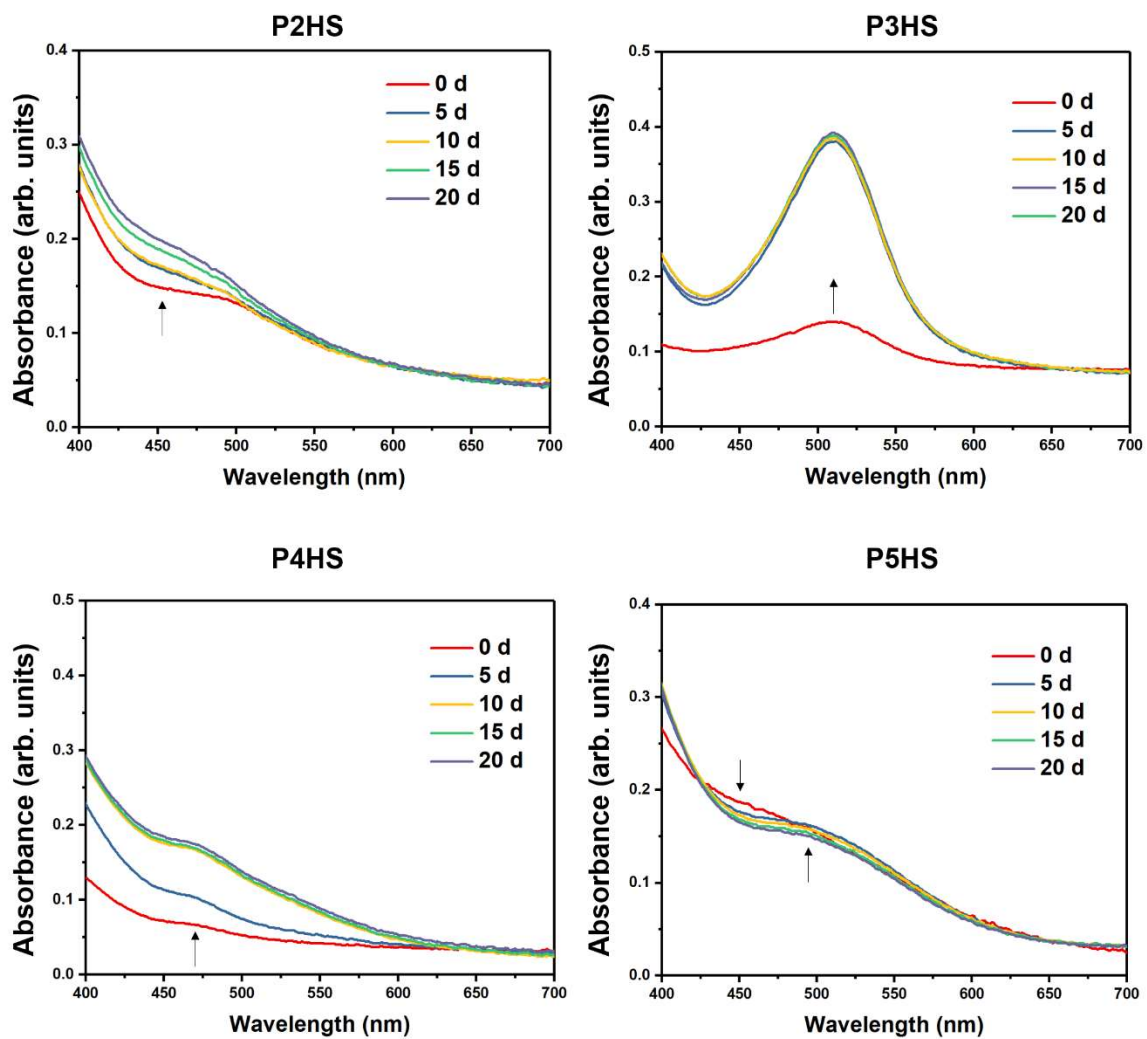 P2HS
0.4
0.3
0.2
0.1
0.0
Absorbance (arb. units)
0 d
5 d
10 d
15 d
20 d
400 450 500 550 600 650 700
Wavelength (nm)
P3HS
0.5
0.4
0.3
0.2
0.1
0.0
Absorbance (arb. units)
0 d
5 d
10 d
15 d
20 d
400 450 500 550 600 650 700
Wavelength (nm)
P4HS
0.5
0.4
0.3
0.2
0.1
0.0
Absorbance (arb. units)
0 d
5 d
10 d
15 d
20 d
400 450 500 550 600 650 700
Wavelength (nm)
P5HS
0.4
0.3
0.2
0.1
0.0
Absorbance (arb. units)
0 d
5 d
10 d
15 d
20 d
400 450 500 550 600 650 700
Wavelength (nm)